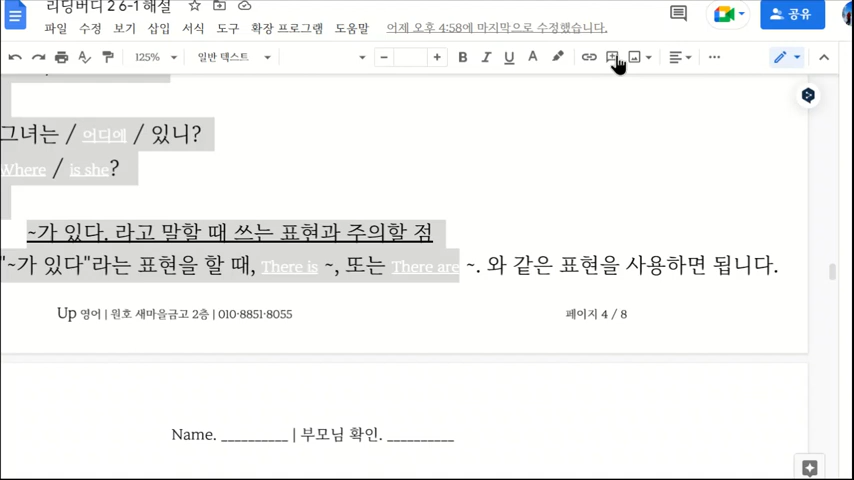 리딩버디 2 6-1 해설
파일 수정 보기 삽입 서식 도구 확장 프로그램 도움말 어제 오후 4:58에 마지막으로 수정했습니다.
공유
125% 일반 텍스트 B I U A
그녀는 / 어디에 / 있니?
Where / is she?
~가 있다. 라고 말할 때 쓰는 표현과 주의할 점
"~가 있다"라는 표현을 할 때, There is ~, 또는 There are ~. 와 같은 표현을 사용하면 됩니다.
Up 영어 | 원호 새마을금고 2층 | 010-8851-8055 페이지 4 / 8
Name. __________ | 부모님 확인. __________